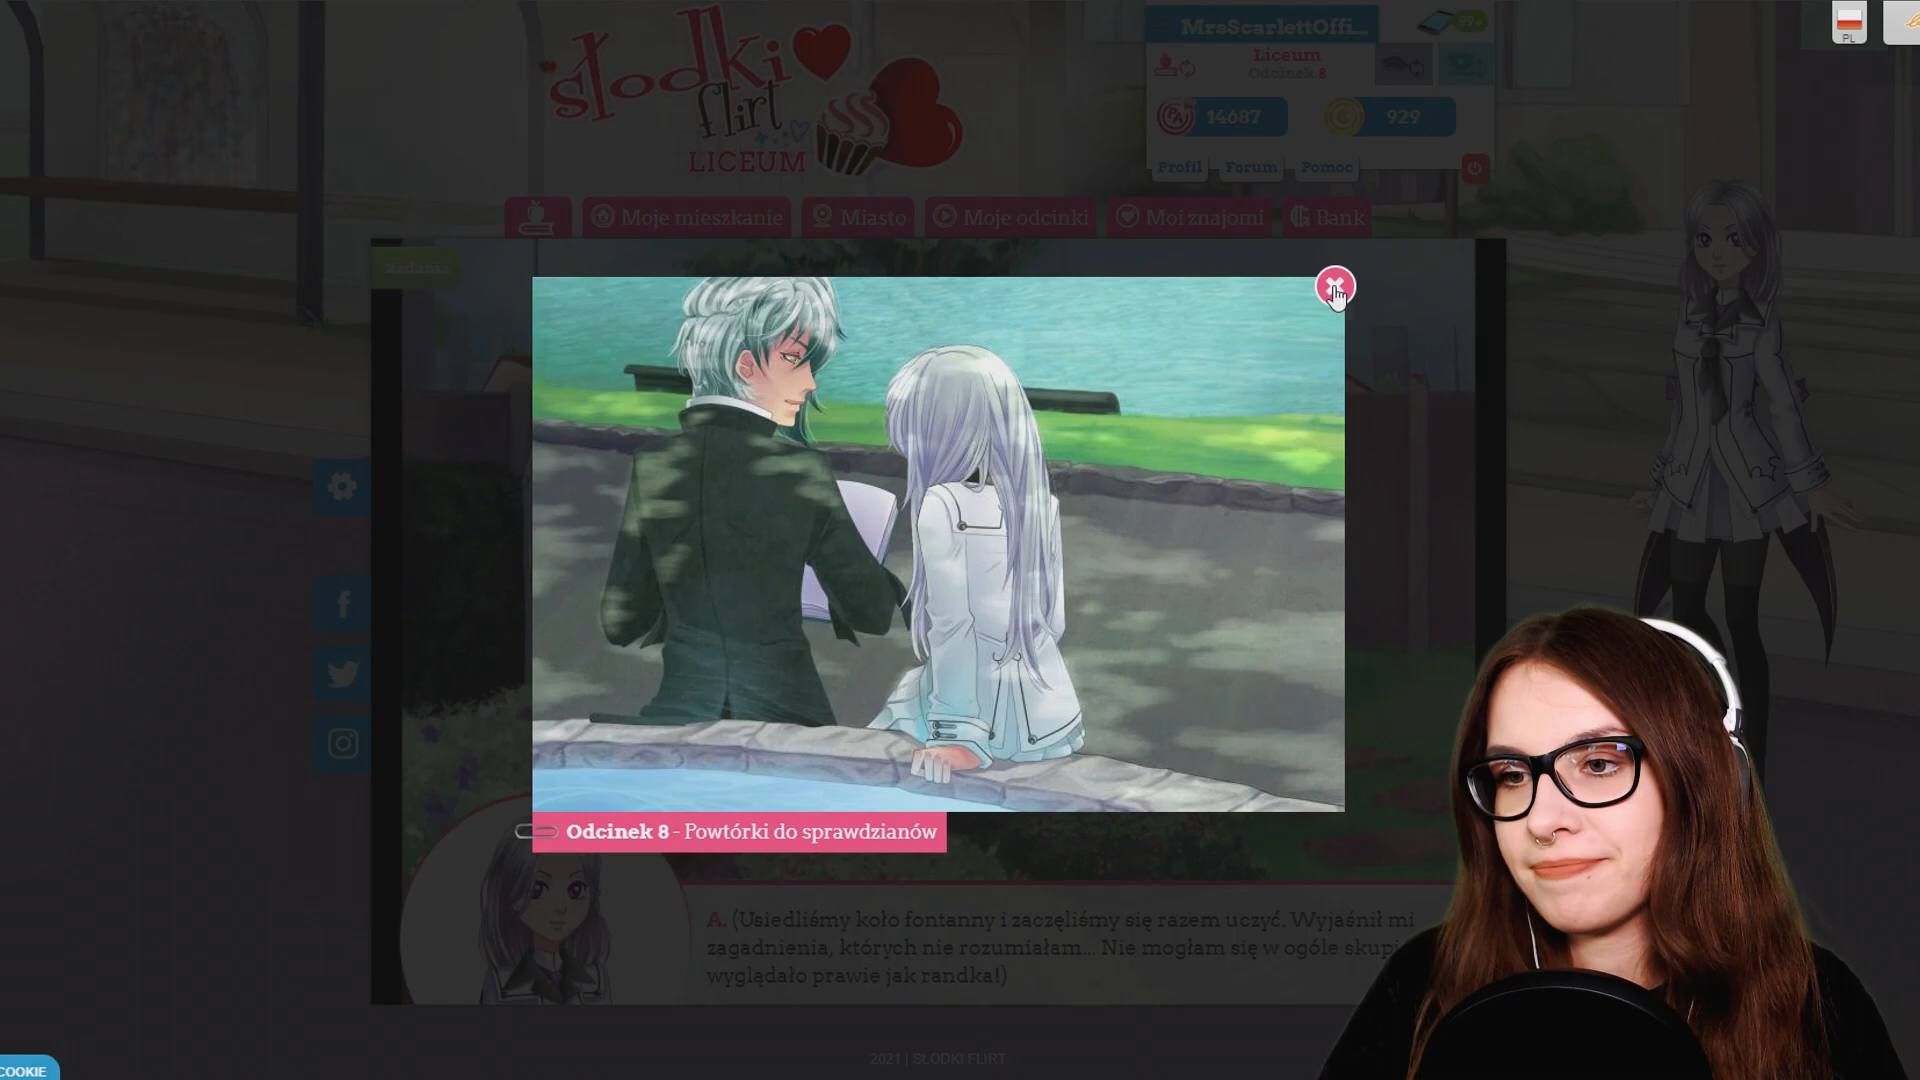 słodki
flirt
LICEUM
MrsScarlettOffi...
99+
Liceum
Odcinek 8
14687
929
Profil
Forum
Pomoc
PL
Moje mieszkanie
Miasto
Moje odcinki
Moi znajomi
Bank
Zadania
Odcinek 8 - Powtórki do sprawdzianów
A. (Usiedliśmy koło fontanny i zaczęliśmy się razem uczyć. Wyjaśnił mi
zagadnienia, których nie rozumiałam... Nie mogłam się w ogóle
wyglądało prawie jak randka!)
2021 | SŁODKI FLIRT
COOKIE